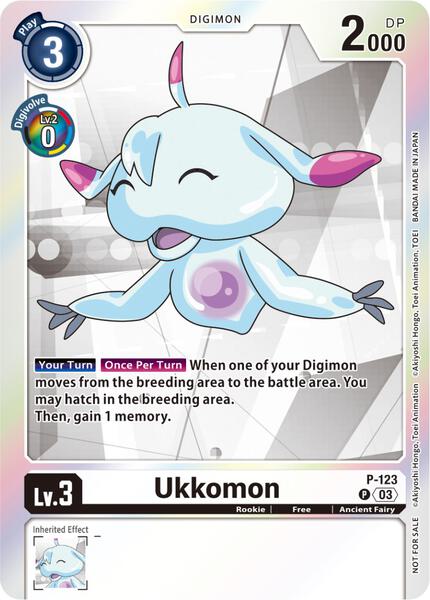 DIGIMON
Play
3
DP
2000
Digivolve
Lv.2
0
Your Turn Once Per Turn When one of your Digimon
moves from the breeding area to the battle area. You
may hatch in the breeding area.
Then, gain 1 memory.
©Akiyoshi Hongo, Toei Animation, TOEI BANDAI MADE IN JAPAN
NOT FOR SALE ©Akiyoshi Hongo, Toei Animation
Lv.3
Ukkomon
P-123
P 03
Rookie Free Ancient Fairy
Inherited Effect
–